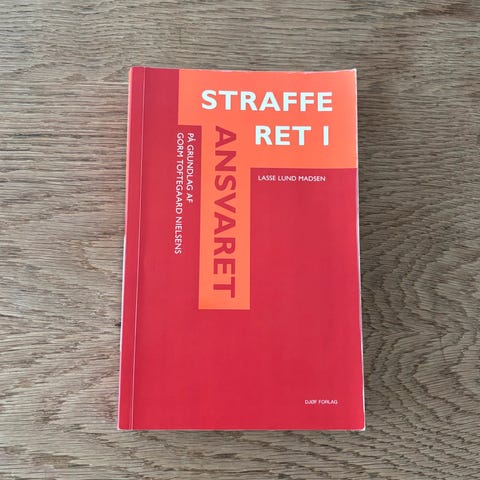 STRAFFE
RET I
ANSVARET
PÅ GRUNDLAG AF
GORM TOFTEGAARD NIELSENS
LASSE LUND MADSEN
DJØF FORLAG